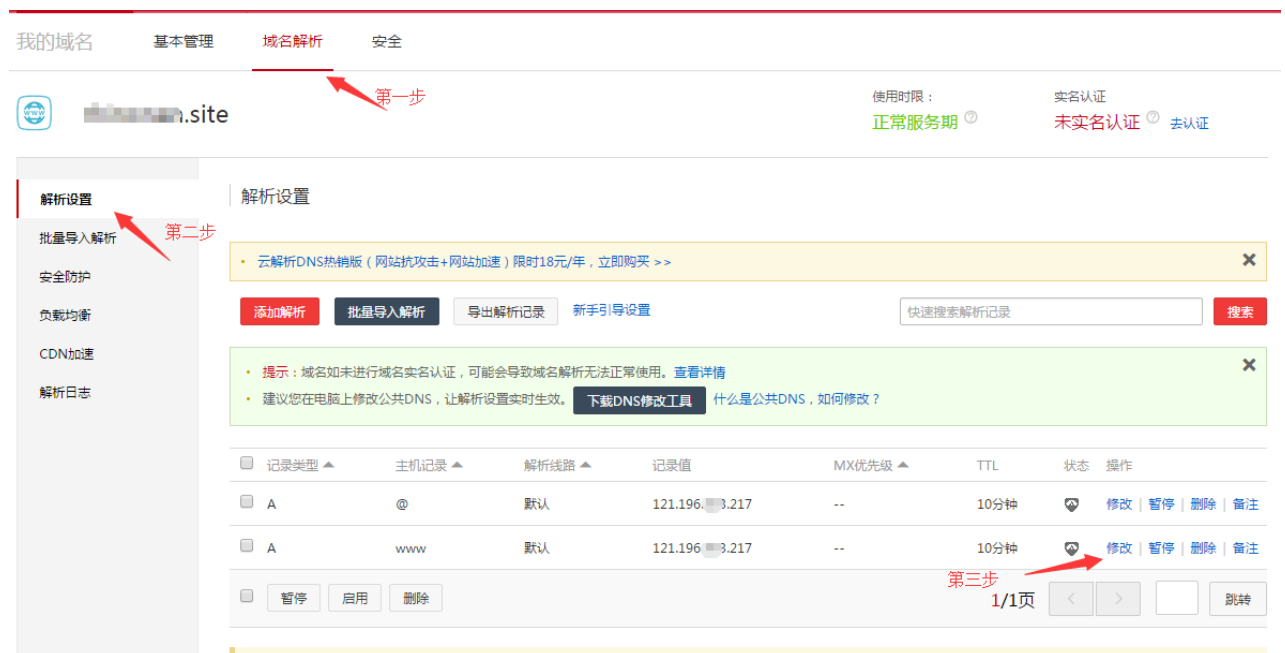 我的域名 基本管理 域名解析 安全
第一步
.site
使用时限： 实名认证
正常服务期 未实名认证 去认证
解析设置
解析设置
批量导入解析 第二步
安全防护
负载均衡
CDN加速
解析日志
• 云解析DNS热销版（网站抗攻击+网站加速）限时18元/年，立即购买 >>
添加解析 批量导入解析 导出解析记录 新手引导设置 快速搜索解析记录 搜索
• 提示：域名如未进行域名实名认证，可能会导致域名解析无法正常使用。查看详情
• 建议您在电脑上修改公共DNS，让解析设置实时生效。 下载DNS修改工具 什么是公共DNS，如何修改？
记录类型 主机记录 解析线路 记录值 MX优先级 TTL 状态 操作
A @ 默认 121.196. 3.217 -- 10分钟 修改 | 暂停 | 删除 | 备注
A www 默认 121.196 3.217 -- 10分钟 修改 | 暂停 | 删除 | 备注
第三步
暂停 启用 删除 1/1页 < > 跳转